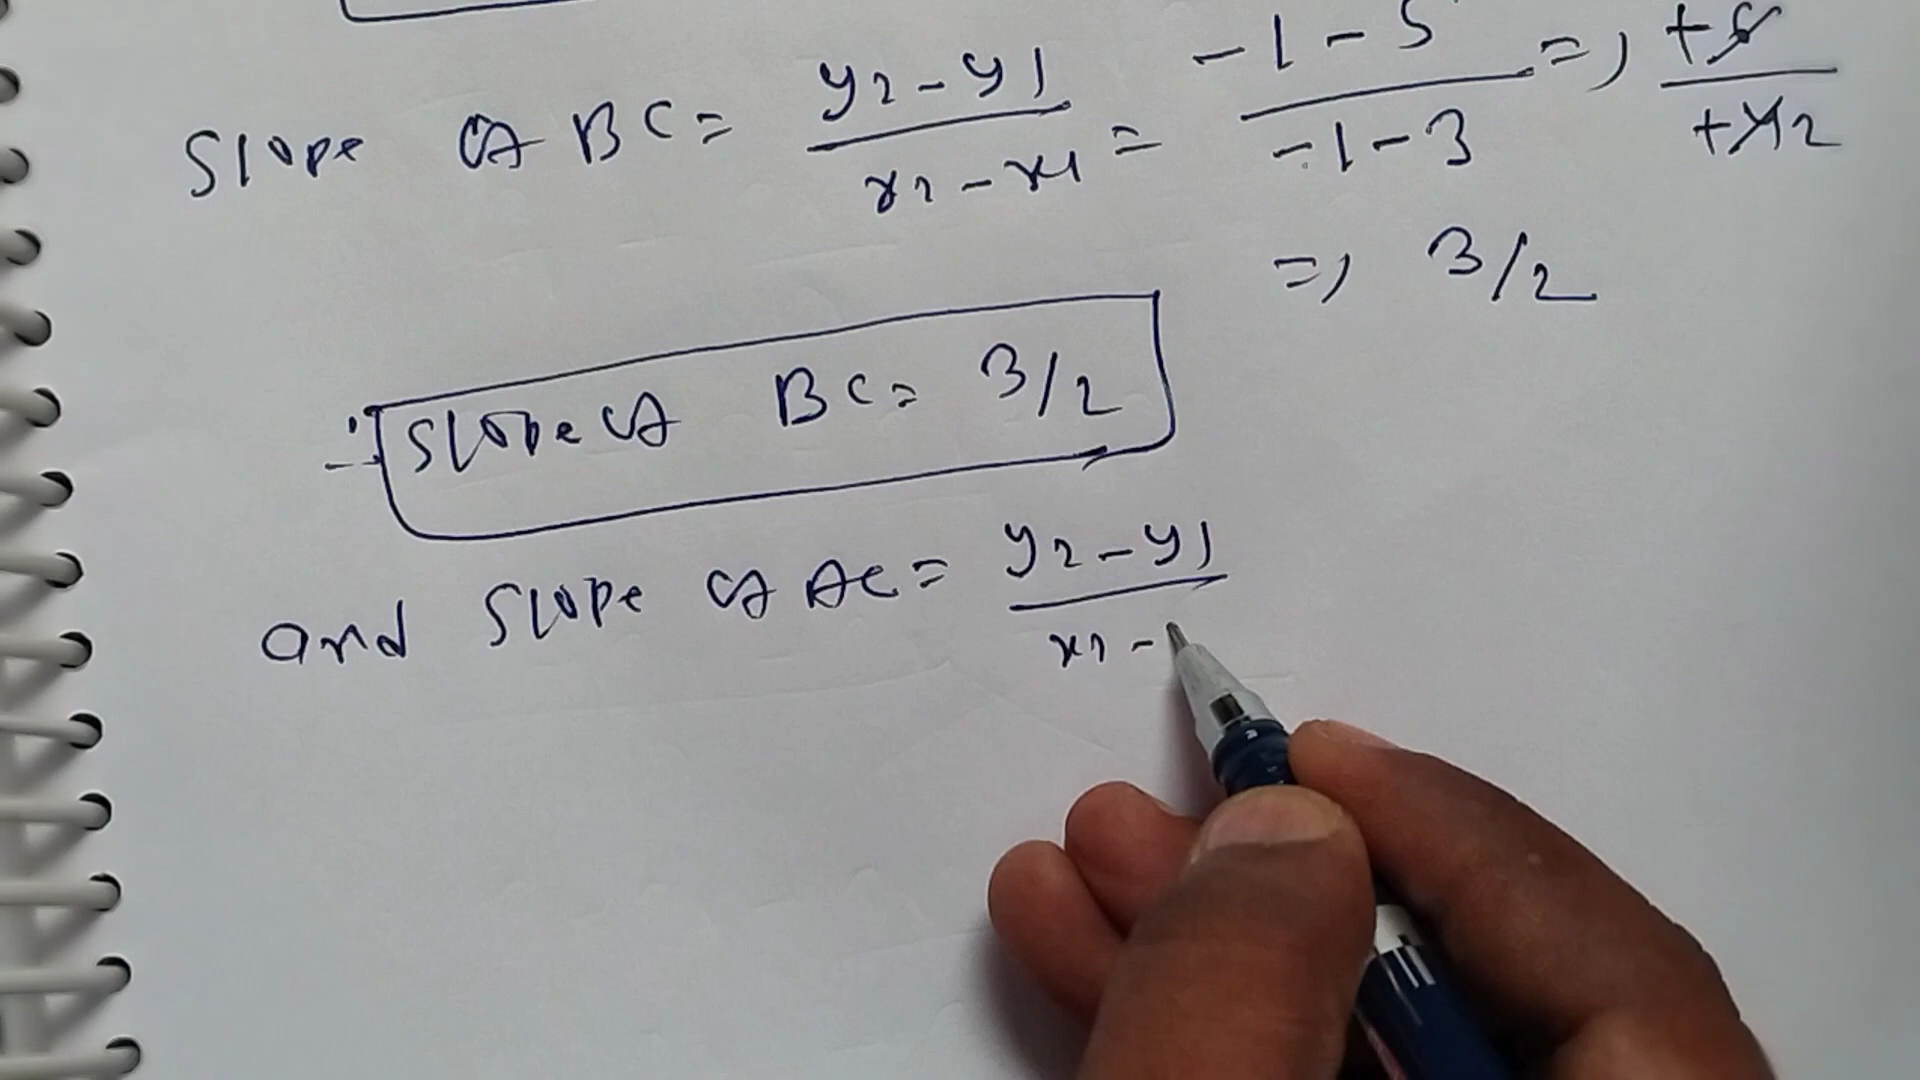 Slope of BC = y2 - y1 / x2 - x1 = -1 - 5 / -1 - 3 => +6 / +4 2
=> 3/2
∴ Slope of BC = 3/2
and Slope of AC = y2 - y1 / x2 -